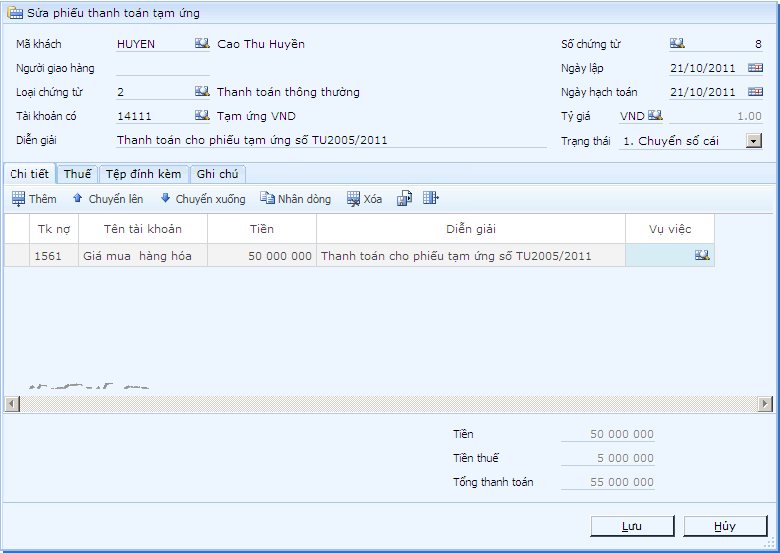 Sửa phiếu thanh toán tạm ứng
Mã khách HUYEN Cao Thu Huyền Số chứng từ 8
Người giao hàng Ngày lập 21/10/2011
Loại chứng từ 2 Thanh toán thông thường Ngày hạch toán 21/10/2011
Tài khoản có 14111 Tạm ứng VND Tỷ giá VND 1.00
Diễn giải Thanh toán cho phiếu tạm ứng số TU2005/2011 Trạng thái 1. Chuyển sổ cái
Chi tiết Thuế Tệp đính kèm Ghi chú
Thêm Chuyển lên Chuyển xuống Nhân dòng Xóa
Tk nợ Tên tài khoản Tiền Diễn giải Vụ việc
1561 Giá mua hàng hóa 50 000 000 Thanh toán cho phiếu tạm ứng số TU2005/2011
Tiền 50 000 000
Tiền thuế 5 000 000
Tổng thanh toán 55 000 000
Lưu Hủy